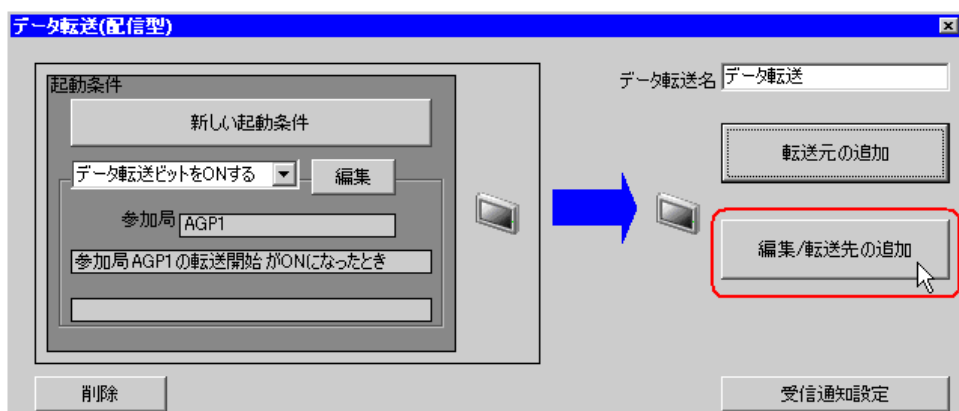 データ転送(配信型)
起動条件
新しい起動条件
データ転送ビットをONする
編集
参加局 AGP1
参加局 AGP1 の転送開始 がONになったとき
データ転送名 データ転送
転送元の追加
編集/転送先の追加
削除
受信通知設定